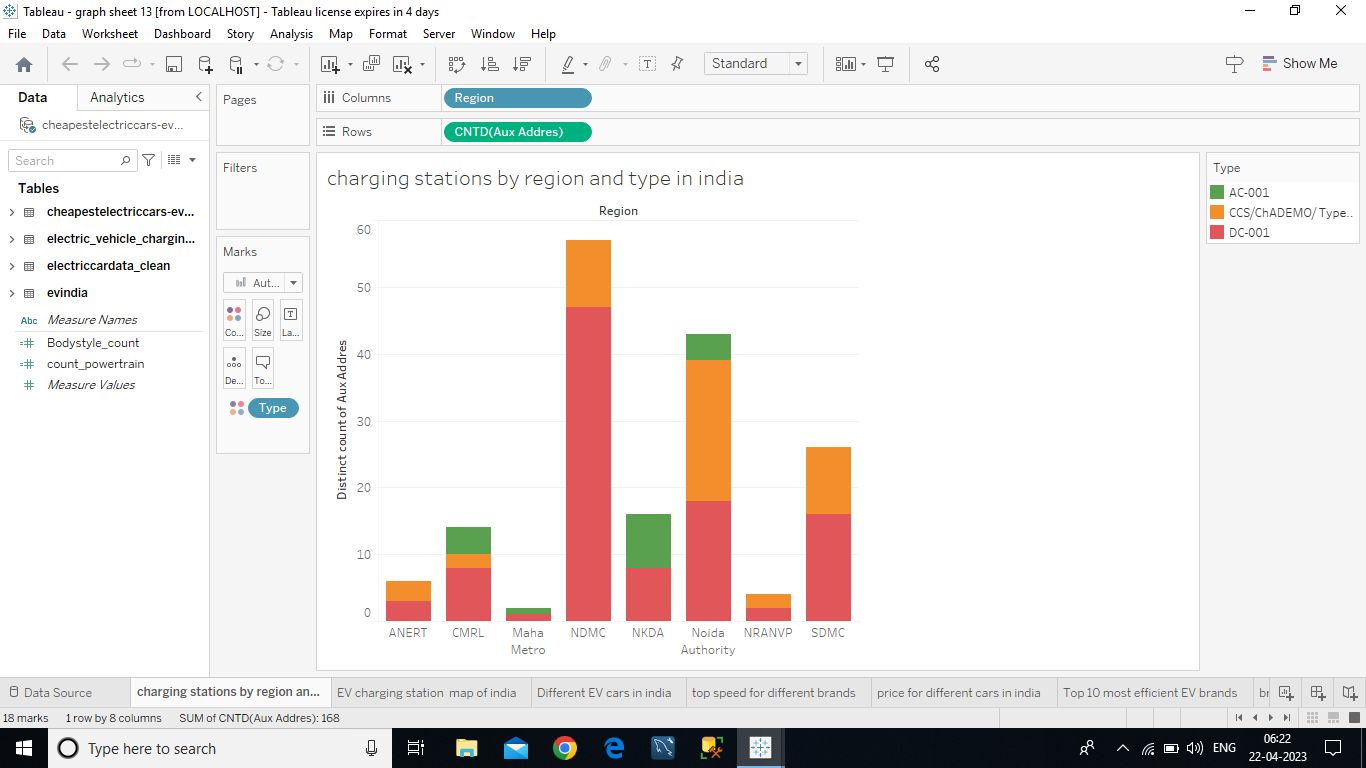 Tableau - graph sheet 13 [from LOCALHOST] - Tableau license expires in 4 days
File Data Worksheet Dashboard Story Analysis Map Format Server Window Help
Standard
Show Me
Data Analytics
cheapestelectriccars-ev...
Search
Tables
cheapestelectriccars-ev...
electric_vehicle_chargin...
electriccardata_clean
evindia
Abc Measure Names
Bodystyle_count
count_powertrain
Measure Values
Pages
Filters
Marks
Aut...
Co... Size La...
De... To...
Type
Columns Region
Rows CNTD(Aux Addres)
charging stations by region and type in india
Region
Distinct count of Aux Addres
60
50
40
30
20
10
0
ANERT CMRL Maha Metro NDMC NKDA Noida Authority NRANVP SDMC
Type
AC-001
CCS/ChADEMO/ Type..
DC-001
Data Source charging stations by region an... EV charging station map of india Different EV cars in india top speed for different brands price for different cars in india Top 10 most efficient EV brands br
18 marks 1 row by 8 columns SUM of CNTD(Aux Addres): 168
Type here to search
ENG
06:22
22-04-2023